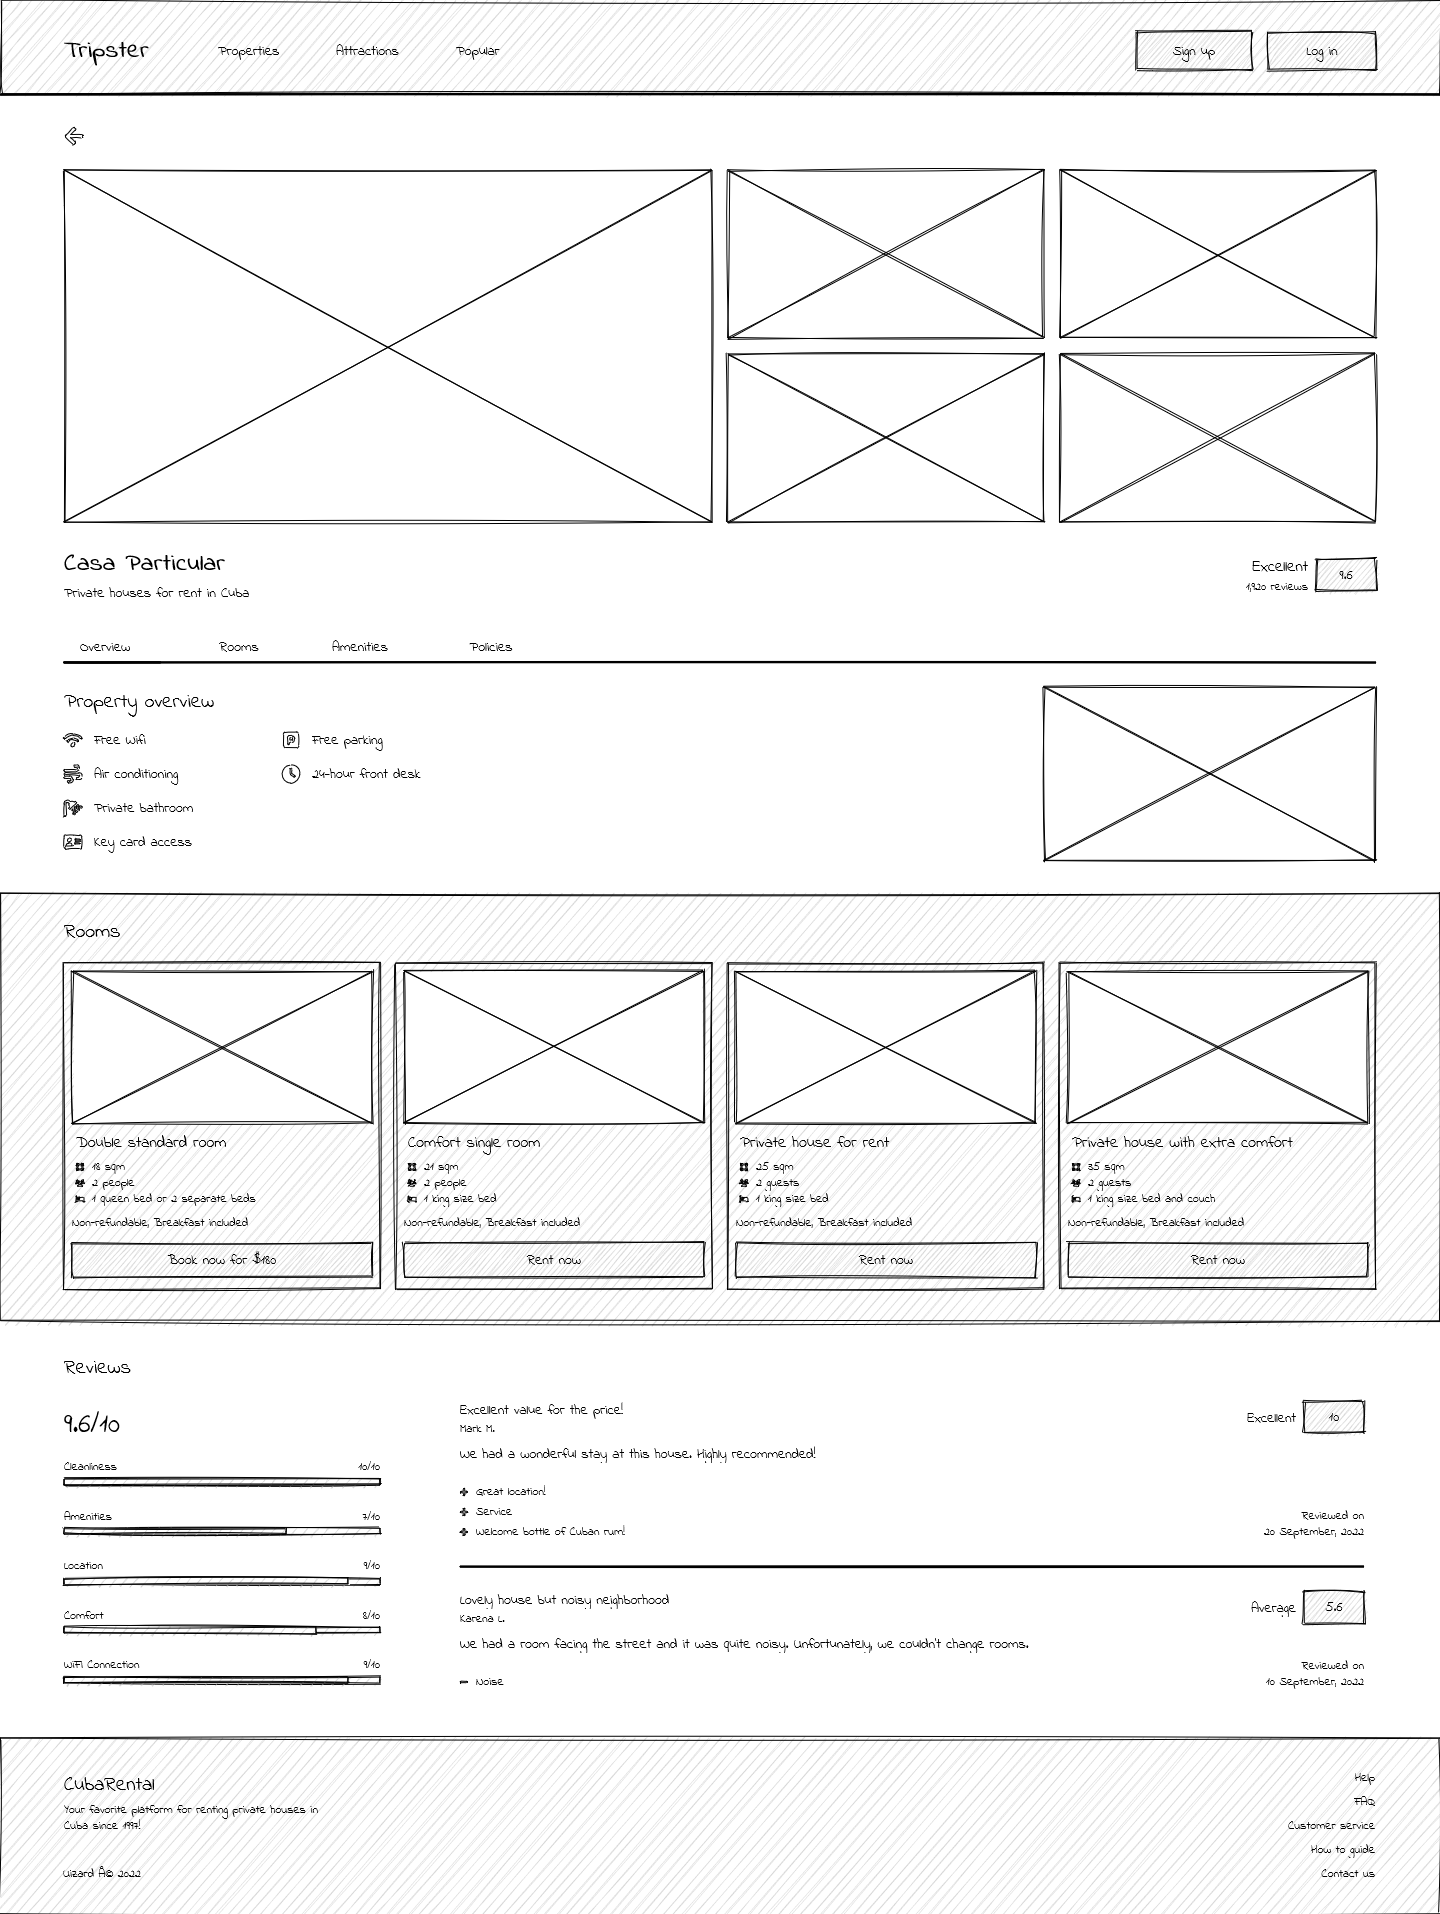 Tripster Properties Attractions Popular Sign up Log in
Casa Particular
Private houses for rent in Cuba
Excellent
1,920 reviews
9.6
Overview Rooms Amenities Policies
Property overview
Free wifi
Air conditioning
Private bathroom
Key card access
Free parking
24-hour front desk
Rooms
Double standard room
18 sqm
2 people
1 queen bed or 2 separate beds
Non-refundable, Breakfast included
Book now for $180
Comfort single room
21 sqm
2 people
1 king size bed
Non-refundable, Breakfast included
Rent now
Private house for rent
25 sqm
2 guests
1 king size bed
Non-refundable, Breakfast included
Rent now
Private house with extra comfort
35 sqm
2 guests
1 king size bed and couch
Non-refundable, Breakfast included
Rent now
Reviews
9.6/10
Cleanliness 10/10
Amenities 7/10
Location 9/10
Comfort 8/10
WiFi Connection 9/10
Excellent value for the price!
Mark M.
We had a wonderful stay at this house. Highly recommended!
Great location!
Service
Welcome bottle of Cuban rum!
Excellent 10
Reviewed on
20 September, 2022
Lovely house but noisy neighborhood
Karena L.
We had a room facing the street and it was quite noisy. Unfortunately, we couldn't change rooms.
Noise
Average 5.6
Reviewed on
10 September, 2022
CubaRental
Your favorite platform for renting private houses in
Cuba since 1997!
Uizard Â© 2022
Help
FAQ
Customer service
How to guide
Contact us